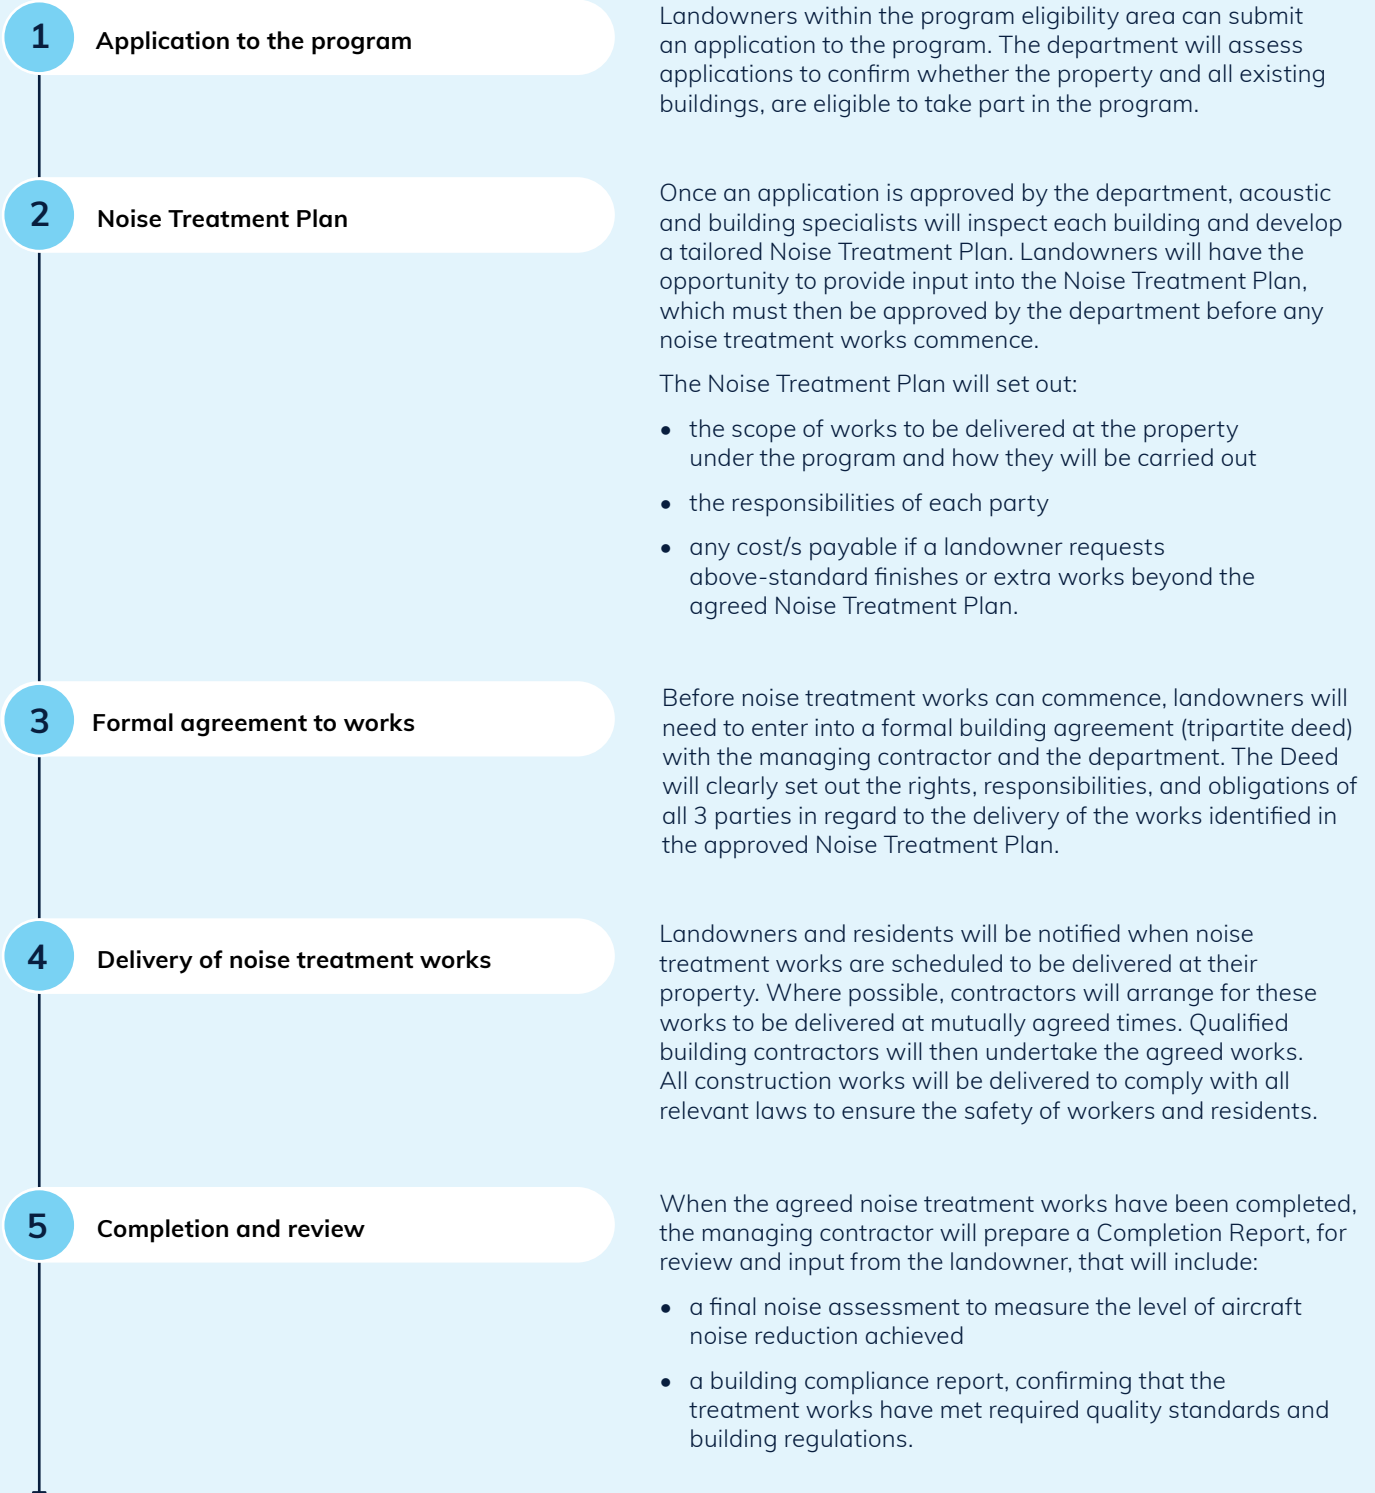 1
Application to the program
Landowners within the program eligibility area can submit
an application to the program. The department will assess
applications to confirm whether the property and all existing
buildings, are eligible to take part in the program.
2
Noise Treatment Plan
Once an application is approved by the department, acoustic
and building specialists will inspect each building and develop
a tailored Noise Treatment Plan. Landowners will have the
opportunity to provide input into the Noise Treatment Plan,
which must then be approved by the department before any
noise treatment works commence.
The Noise Treatment Plan will set out:
• the scope of works to be delivered at the property
under the program and how they will be carried out
• the responsibilities of each party
• any cost/s payable if a landowner requests
above-standard finishes or extra works beyond the
agreed Noise Treatment Plan.
3
Formal agreement to works
Before noise treatment works can commence, landowners will
need to enter into a formal building agreement (tripartite deed)
with the managing contractor and the department. The Deed
will clearly set out the rights, responsibilities, and obligations of
all 3 parties in regard to the delivery of the works identified in
the approved Noise Treatment Plan.
4
Delivery of noise treatment works
Landowners and residents will be notified when noise
treatment works are scheduled to be delivered at their
property. Where possible, contractors will arrange for these
works to be delivered at mutually agreed times. Qualified
building contractors will then undertake the agreed works.
All construction works will be delivered to comply with all
relevant laws to ensure the safety of workers and residents.
5
Completion and review
When the agreed noise treatment works have been completed,
the managing contractor will prepare a Completion Report, for
review and input from the landowner, that will include:
• a final noise assessment to measure the level of aircraft
noise reduction achieved
• a building compliance report, confirming that the
treatment works have met required quality standards and
building regulations.